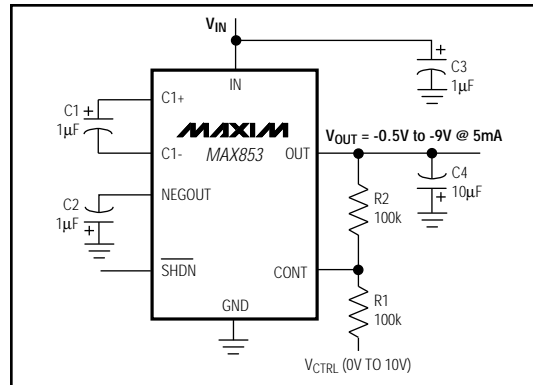 VIN
C1+
C1
1µF
C1-
IN
C3
1µF
MAXIM
MAX853
OUT
VOUT = -0.5V to -9V @ 5mA
C4
10µF
NEGOUT
C2
1µF
R2
100k
SHDN
CONT
GND
R1
100k
VCTRL (0V TO 10V)